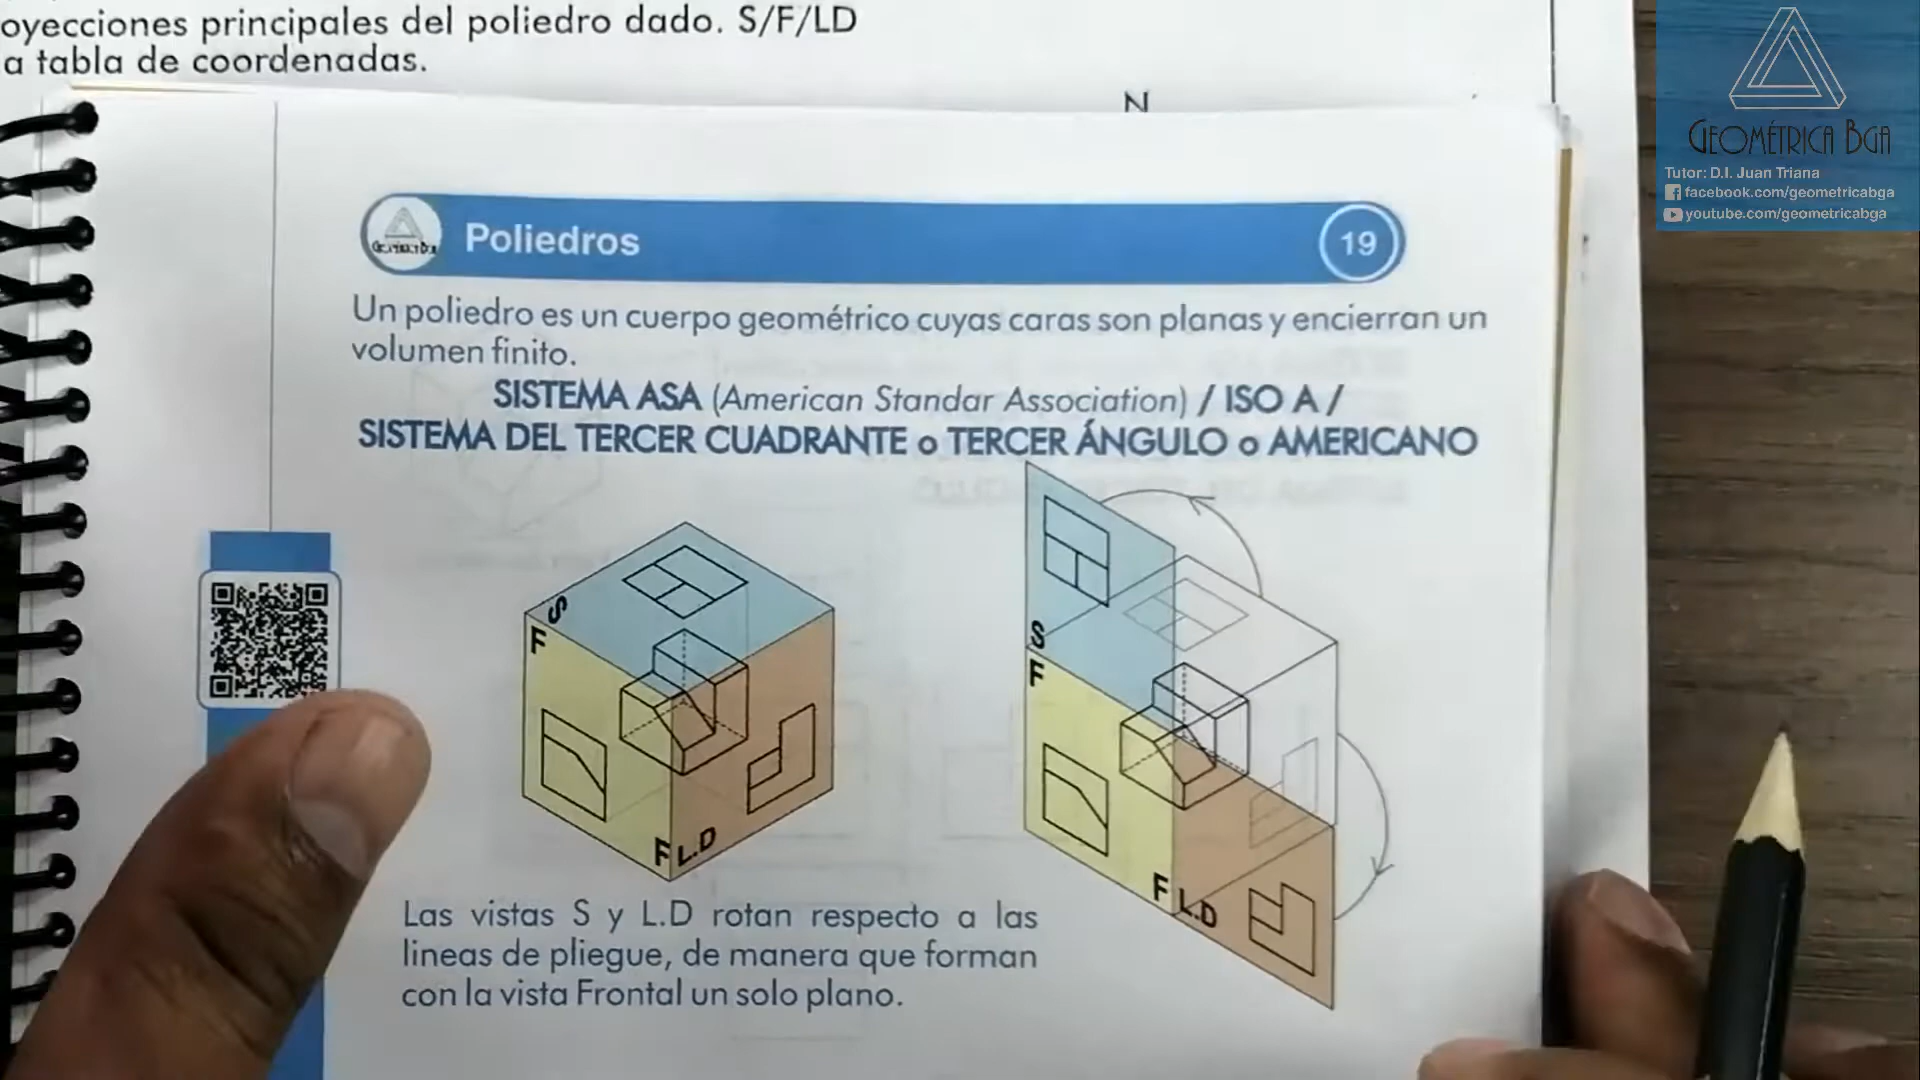 oyecciones principales del poliedro dado. S/F/LD
a tabla de coordenadas.
N
GEOMÉTRICA BGA
Tutor: D.I. Juan Triana
facebook.com/geometricabga
youtube.com/geometricabga
Poliedros
19
Un poliedro es un cuerpo geométrico cuyas caras son planas y encierran un
volumen finito.
SISTEMA ASA (American Standar Association) / ISO A /
SISTEMA DEL TERCER CUADRANTE o TERCER ÁNGULO o AMERICANO
S
F
F L.D
S
F
F L.D
Las vistas S y L.D rotan respecto a las
lineas de pliegue, de manera que forman
con la vista Frontal un solo plano.